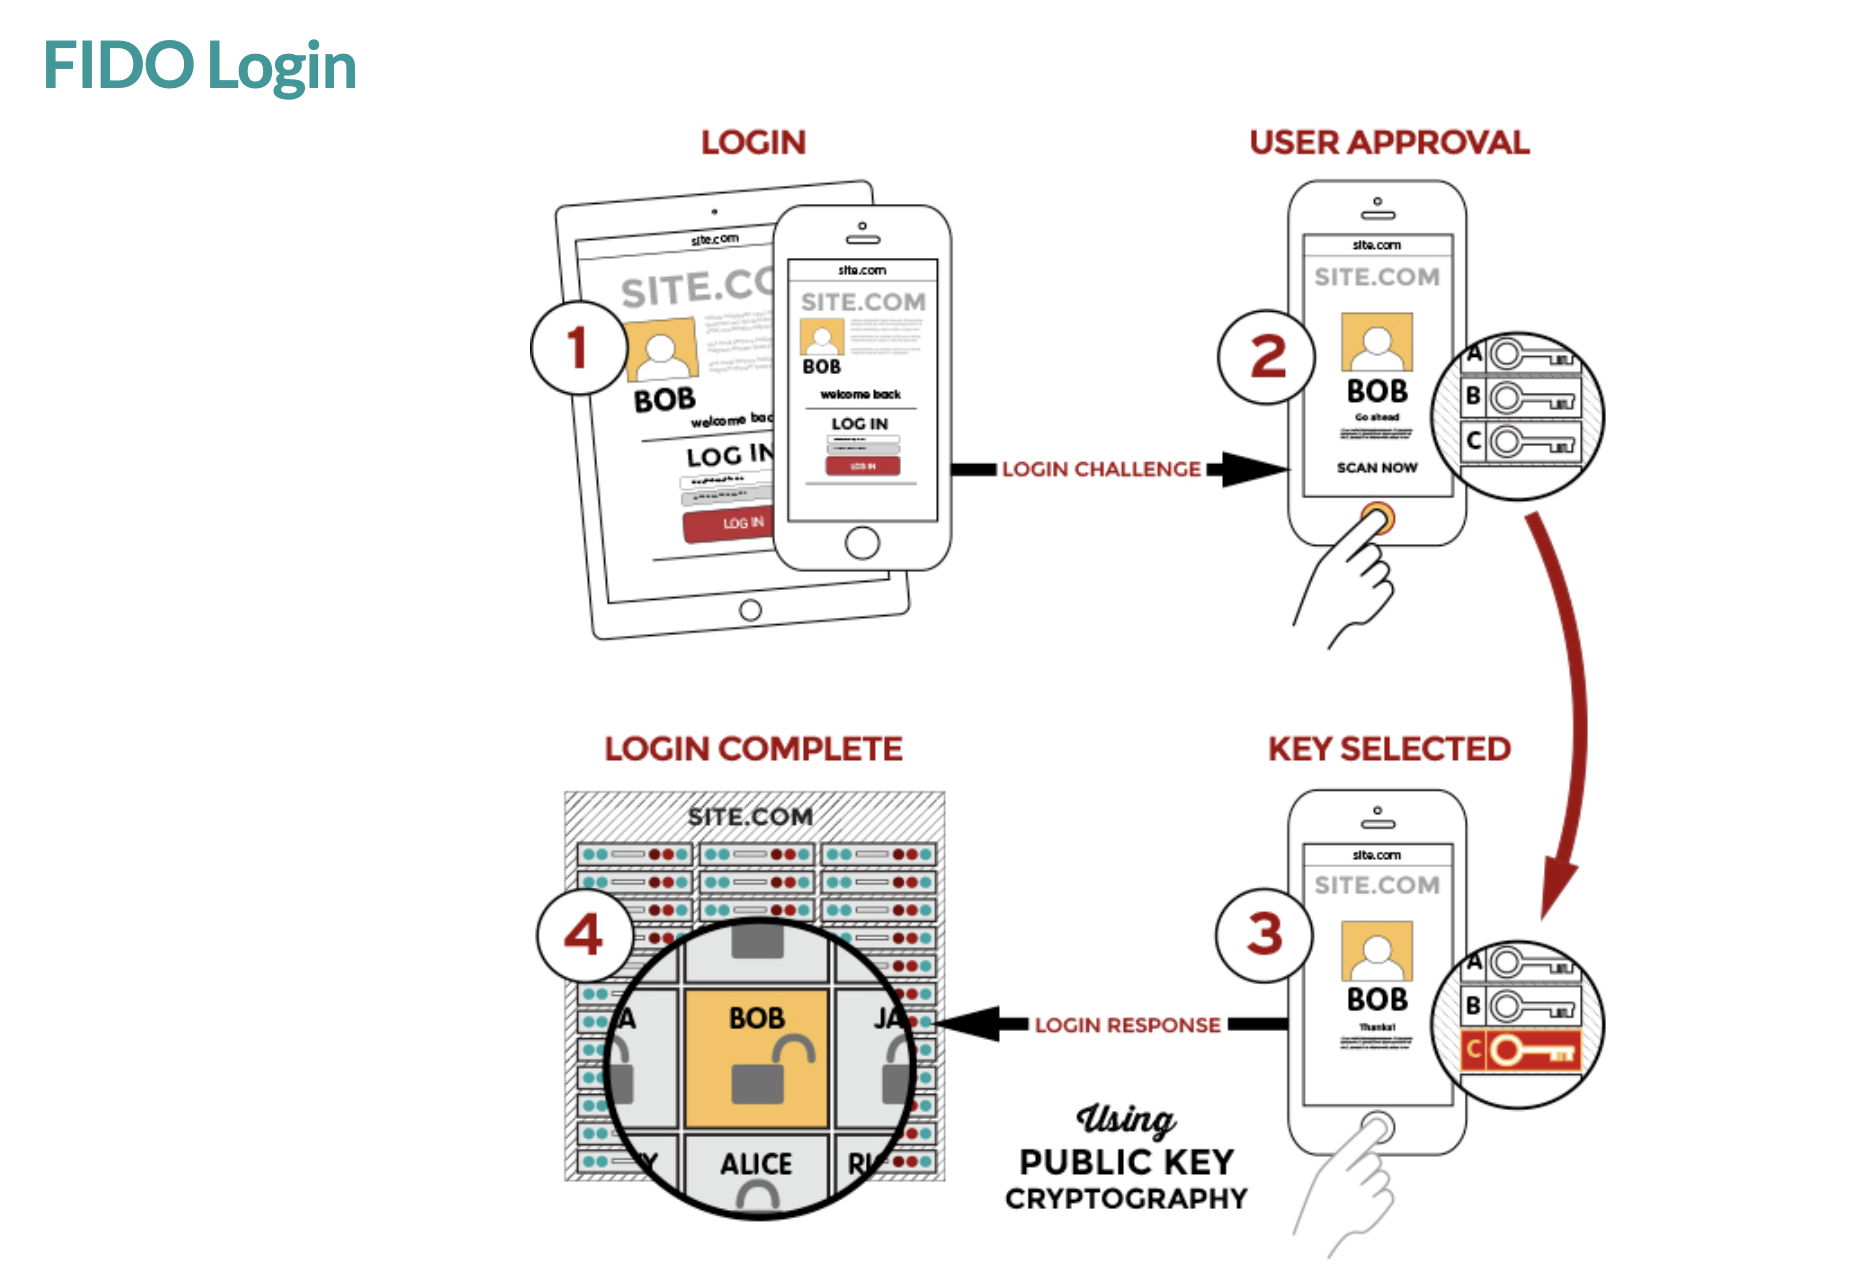 FIDO Login
LOGIN
site.com
SITE.CO
1
BOB
welcome bac
LOG IN
LOG IN
site.com
SITE.COM
BOB
welcome back
LOG IN
LOG IN
LOGIN CHALLENGE
USER APPROVAL
2
site.com
SITE.COM
BOB
Go ahead
SCAN NOW
A
B
C
KEY SELECTED
3
site.com
SITE.COM
BOB
Thanks!
A
B
C
LOGIN RESPONSE
Using
PUBLIC KEY
CRYPTOGRAPHY
LOGIN COMPLETE
SITE.COM
4
A
BOB
JA
Y
ALICE
RI